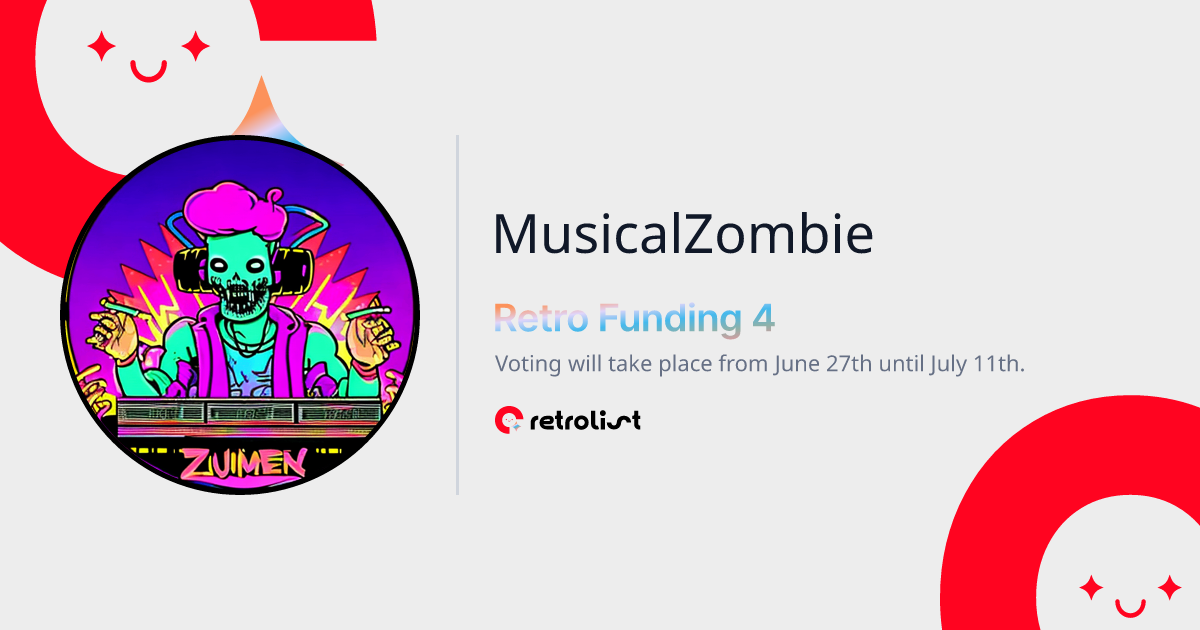 MusicalZombie
Retro Funding 4
Voting will take place from June 27th until July 11th.
retrolist
ZUIMEN